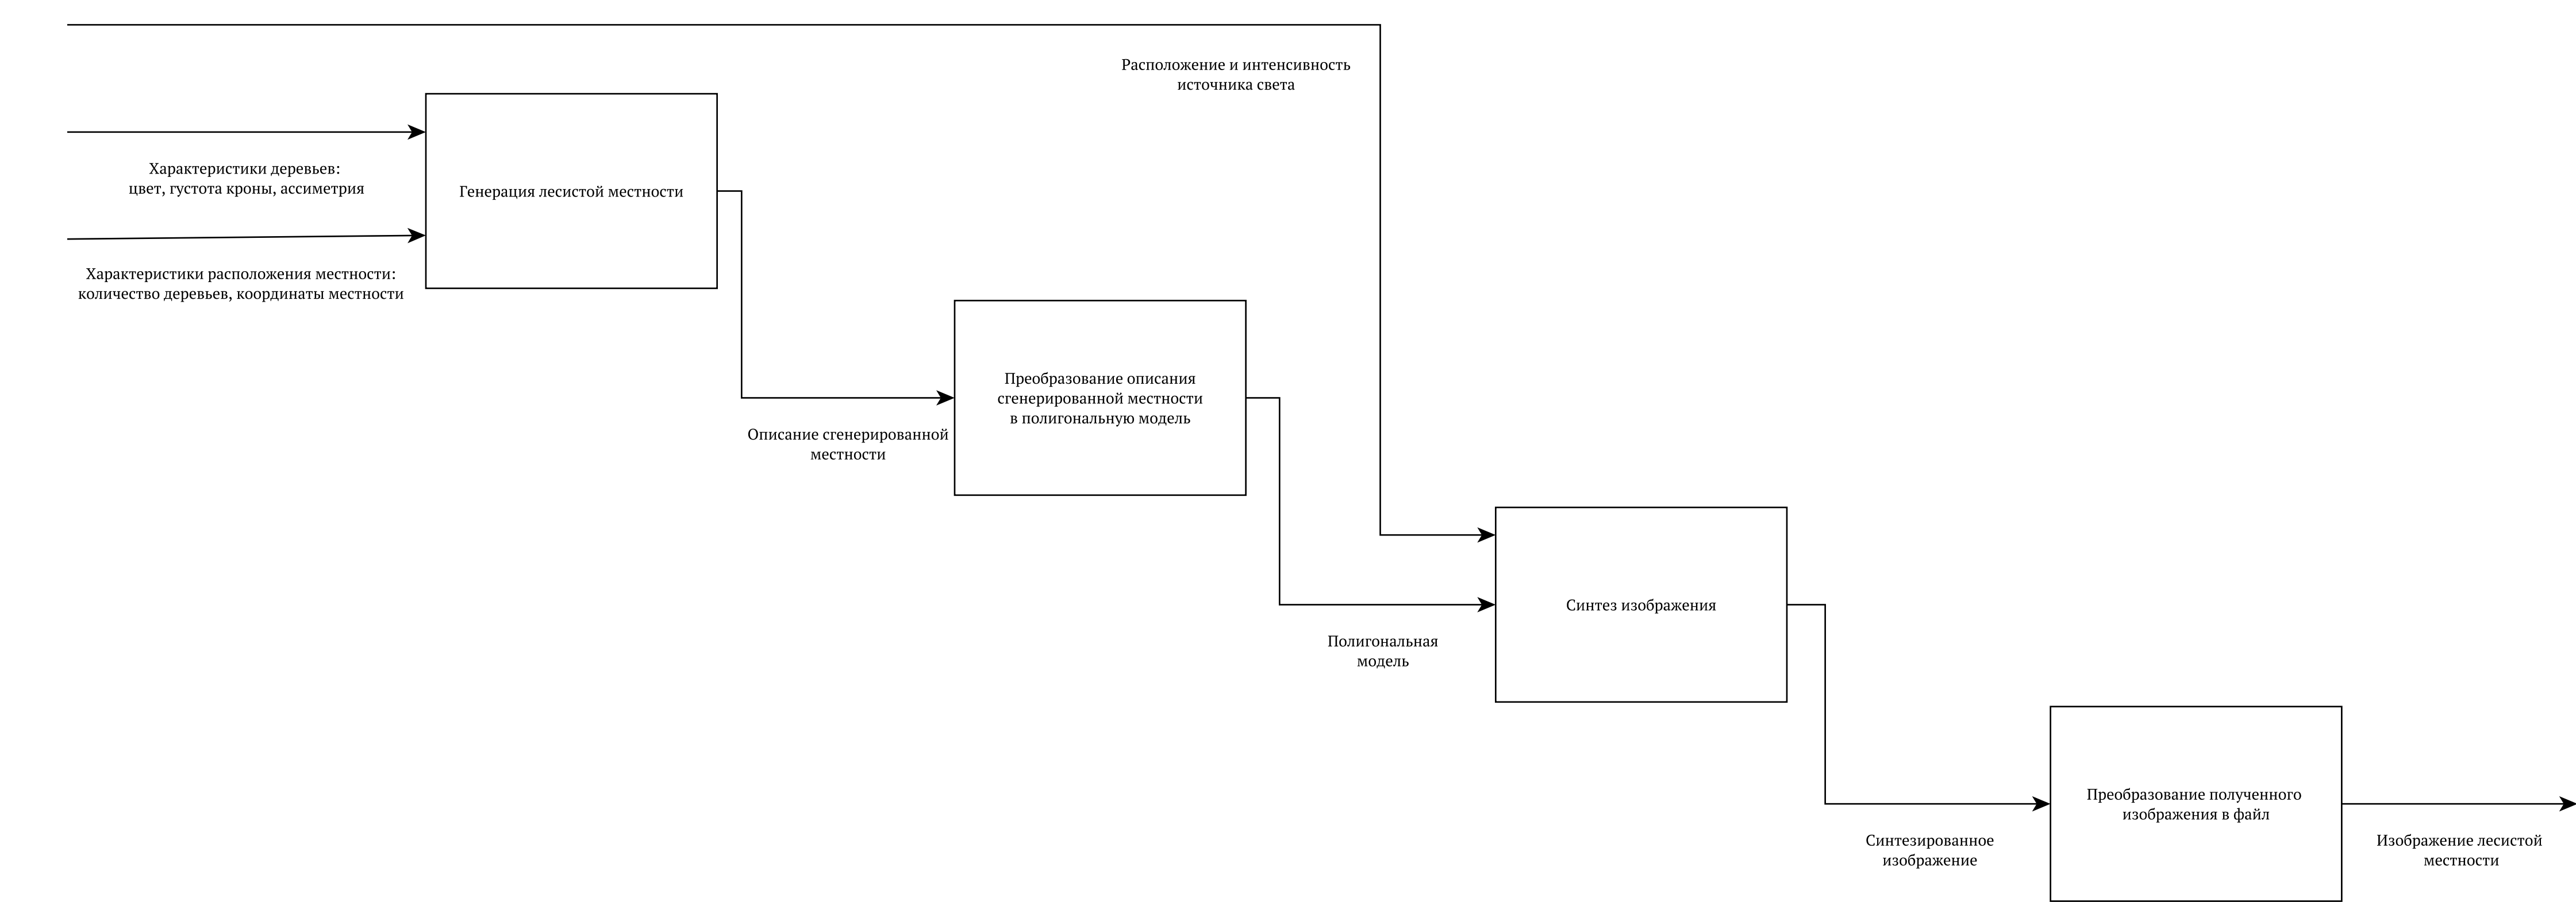 Расположение и интенсивность
источника света
Характеристики деревьев:
цвет, густота кроны, ассиметрия
Генерация лесистой местности
Характеристики расположения местности:
количество деревьев, координаты местности
Преобразование описания
сгенерированной местности
в полигональную модель
Описание сгенерированной
местности
Синтез изображения
Полигональная
модель
Преобразование полученного
изображения в файл
Синтезированное
изображение
Изображение лесистой
местности